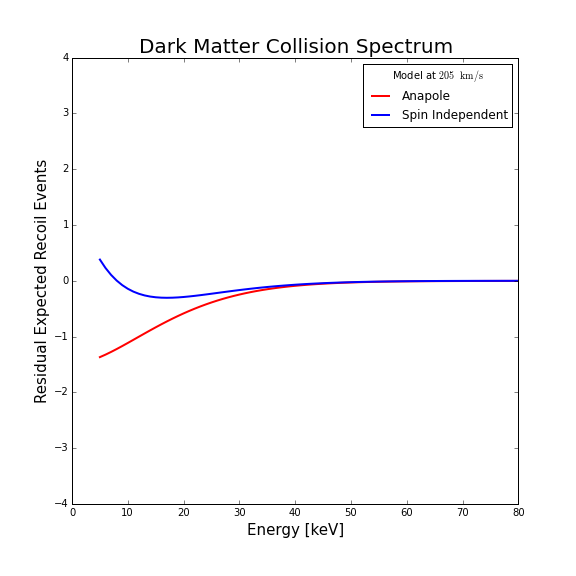 Dark Matter Collision Spectrum
Model at 205 km/s
Anapole
Spin Independent
Residual Expected Recoil Events
4
3
2
1
0
−1
−2
−3
−4
0 10 20 30 40 50 60 70 80
Energy [keV]